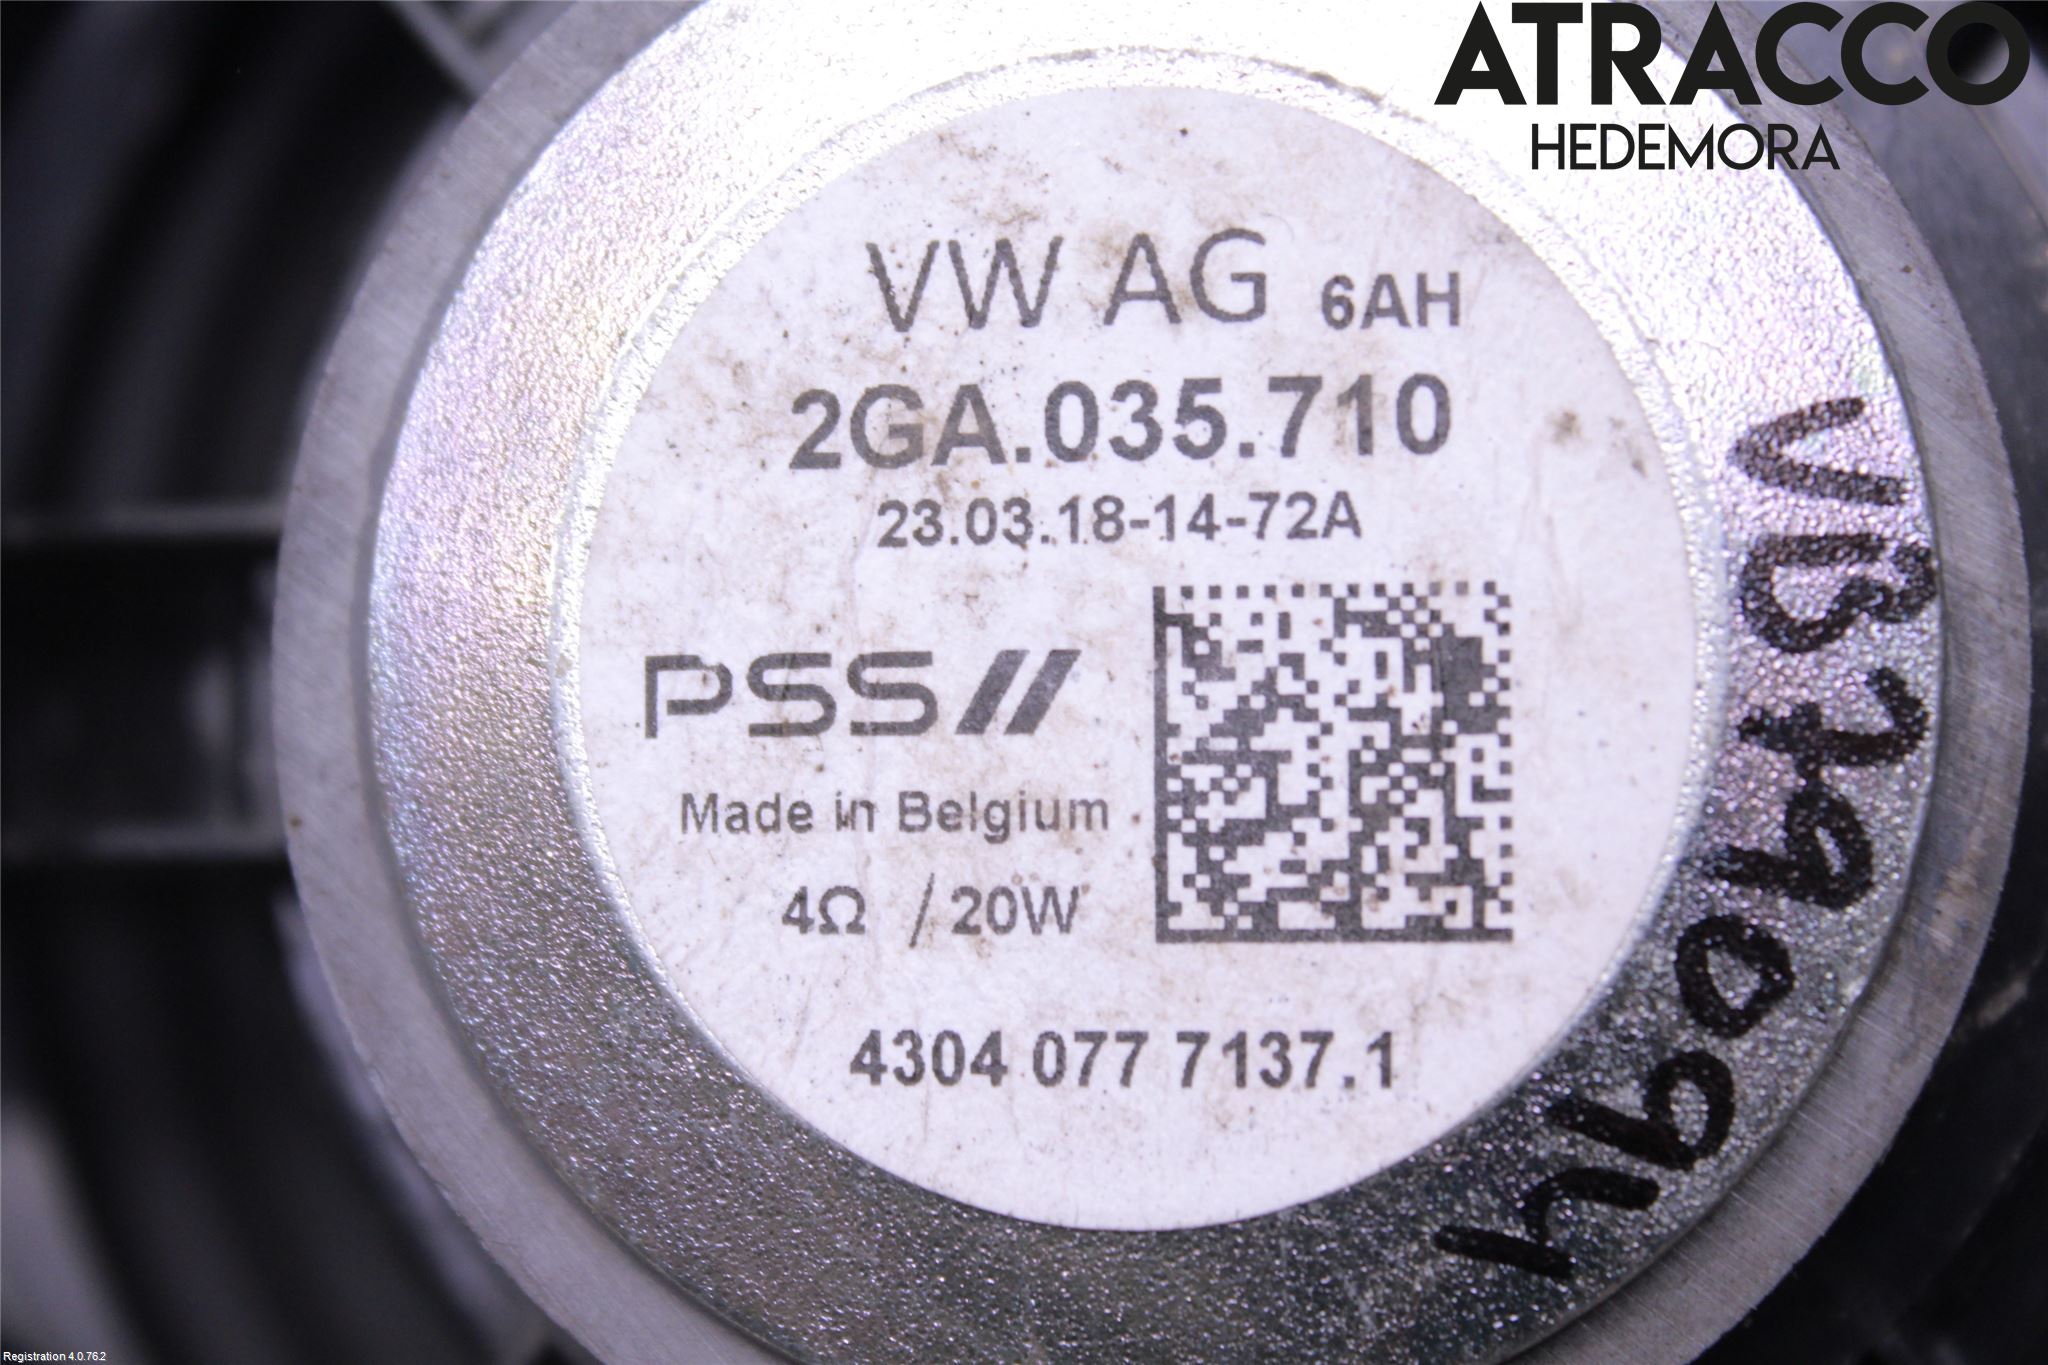 ATRACCO
HEDEMORA
VW AG 6AH
2GA.035.710
23.03.18-14-72A
PSS
Made in Belgium
4Ω / 20W
4304 077 7137.1
Registration 4.0.76.2